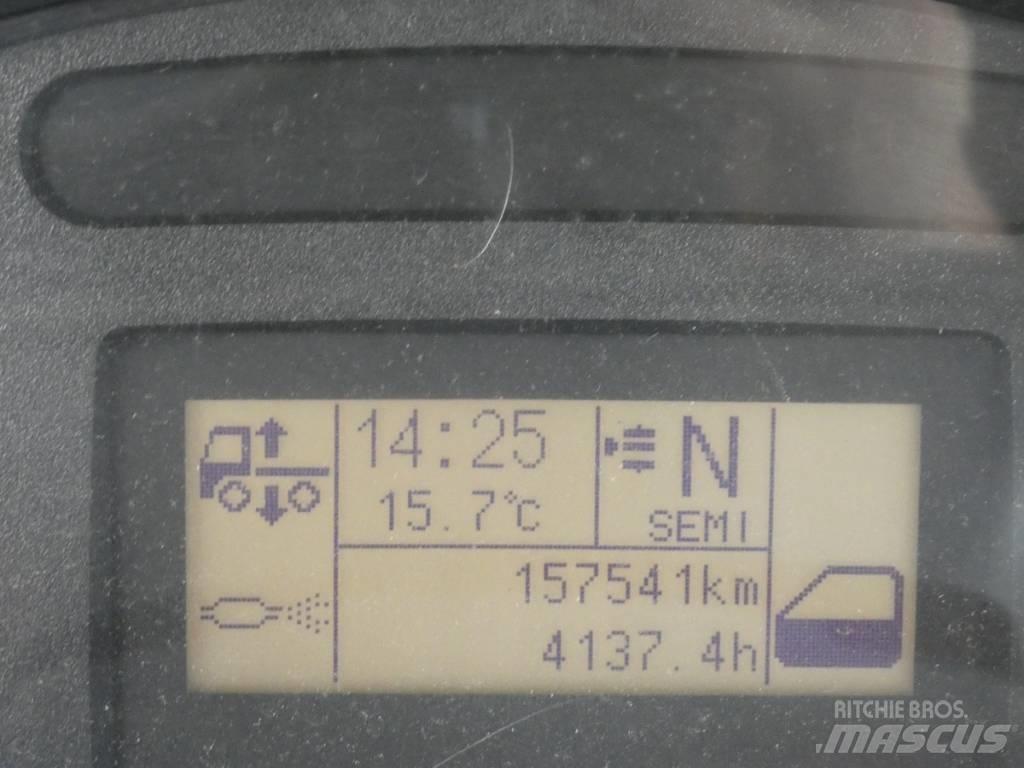 14:25
N
15.7°C
SEMI
157541km
4137.4h
RITCHIE BROS.
MASCUS